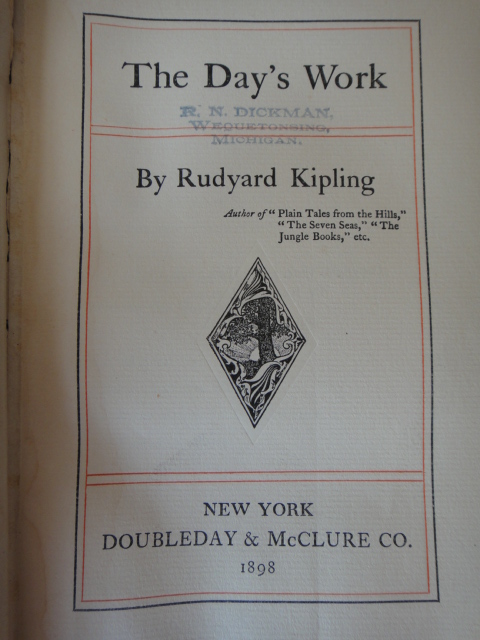 The Day's Work
R. N. DICKMAN,
WEQUETONSING,
MICHIGAN.
By Rudyard Kipling
Author of "Plain Tales from the Hills,"
"The Seven Seas," "The
Jungle Books," etc.
NEW YORK
DOUBLEDAY & McCLURE CO.
1898